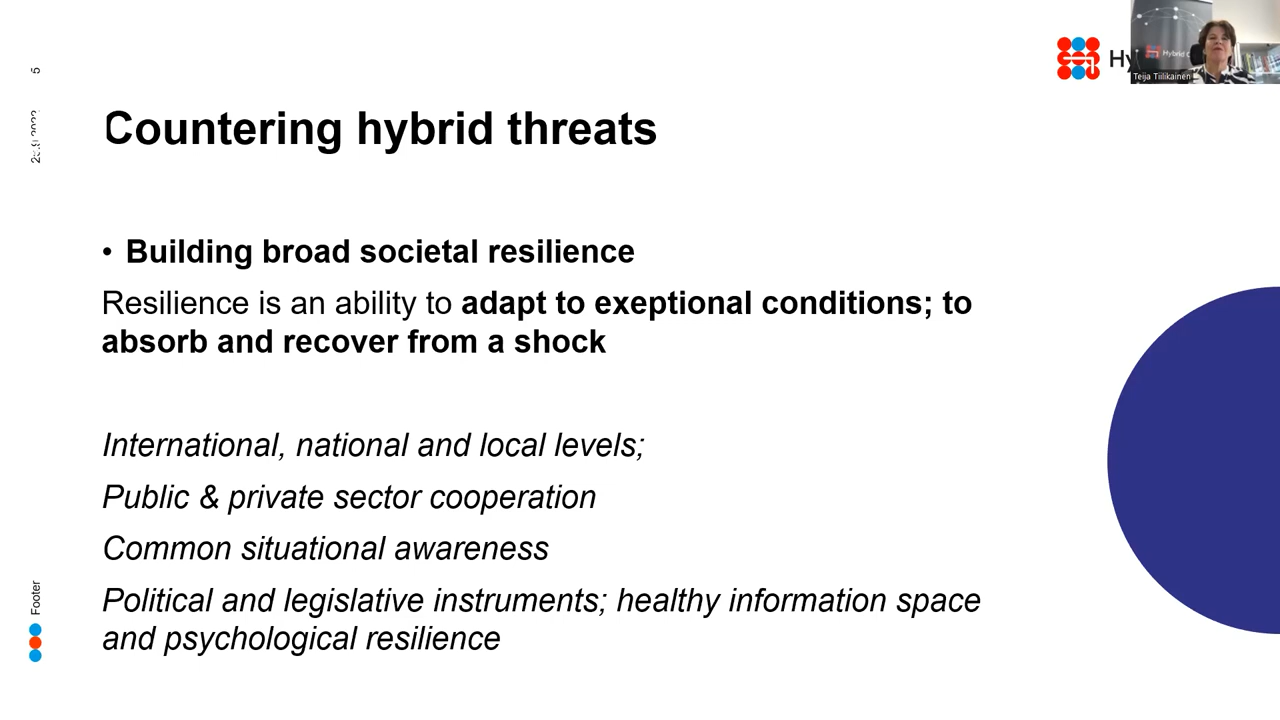 5
Hy
Hybrid C
Teija Tiilikainen
Countering hybrid threats
• Building broad societal resilience
Resilience is an ability to adapt to exeptional conditions; to
absorb and recover from a shock
International, national and local levels;
Public & private sector cooperation
Common situational awareness
Political and legislative instruments; healthy information space
and psychological resilience
Footer